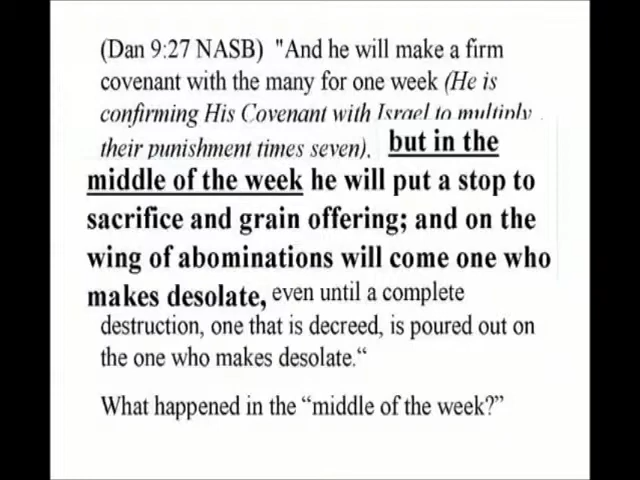 (Dan 9:27 NASB)  "And he will make a firm
covenant with the many for one week (He is
confirming His Covenant with Israel to multiply
their punishment times seven), but in the
middle of the week he will put a stop to
sacrifice and grain offering; and on the
wing of abominations will come one who
makes desolate, even until a complete
destruction, one that is decreed, is poured out on
the one who makes desolate.“
What happened in the “middle of the week?”